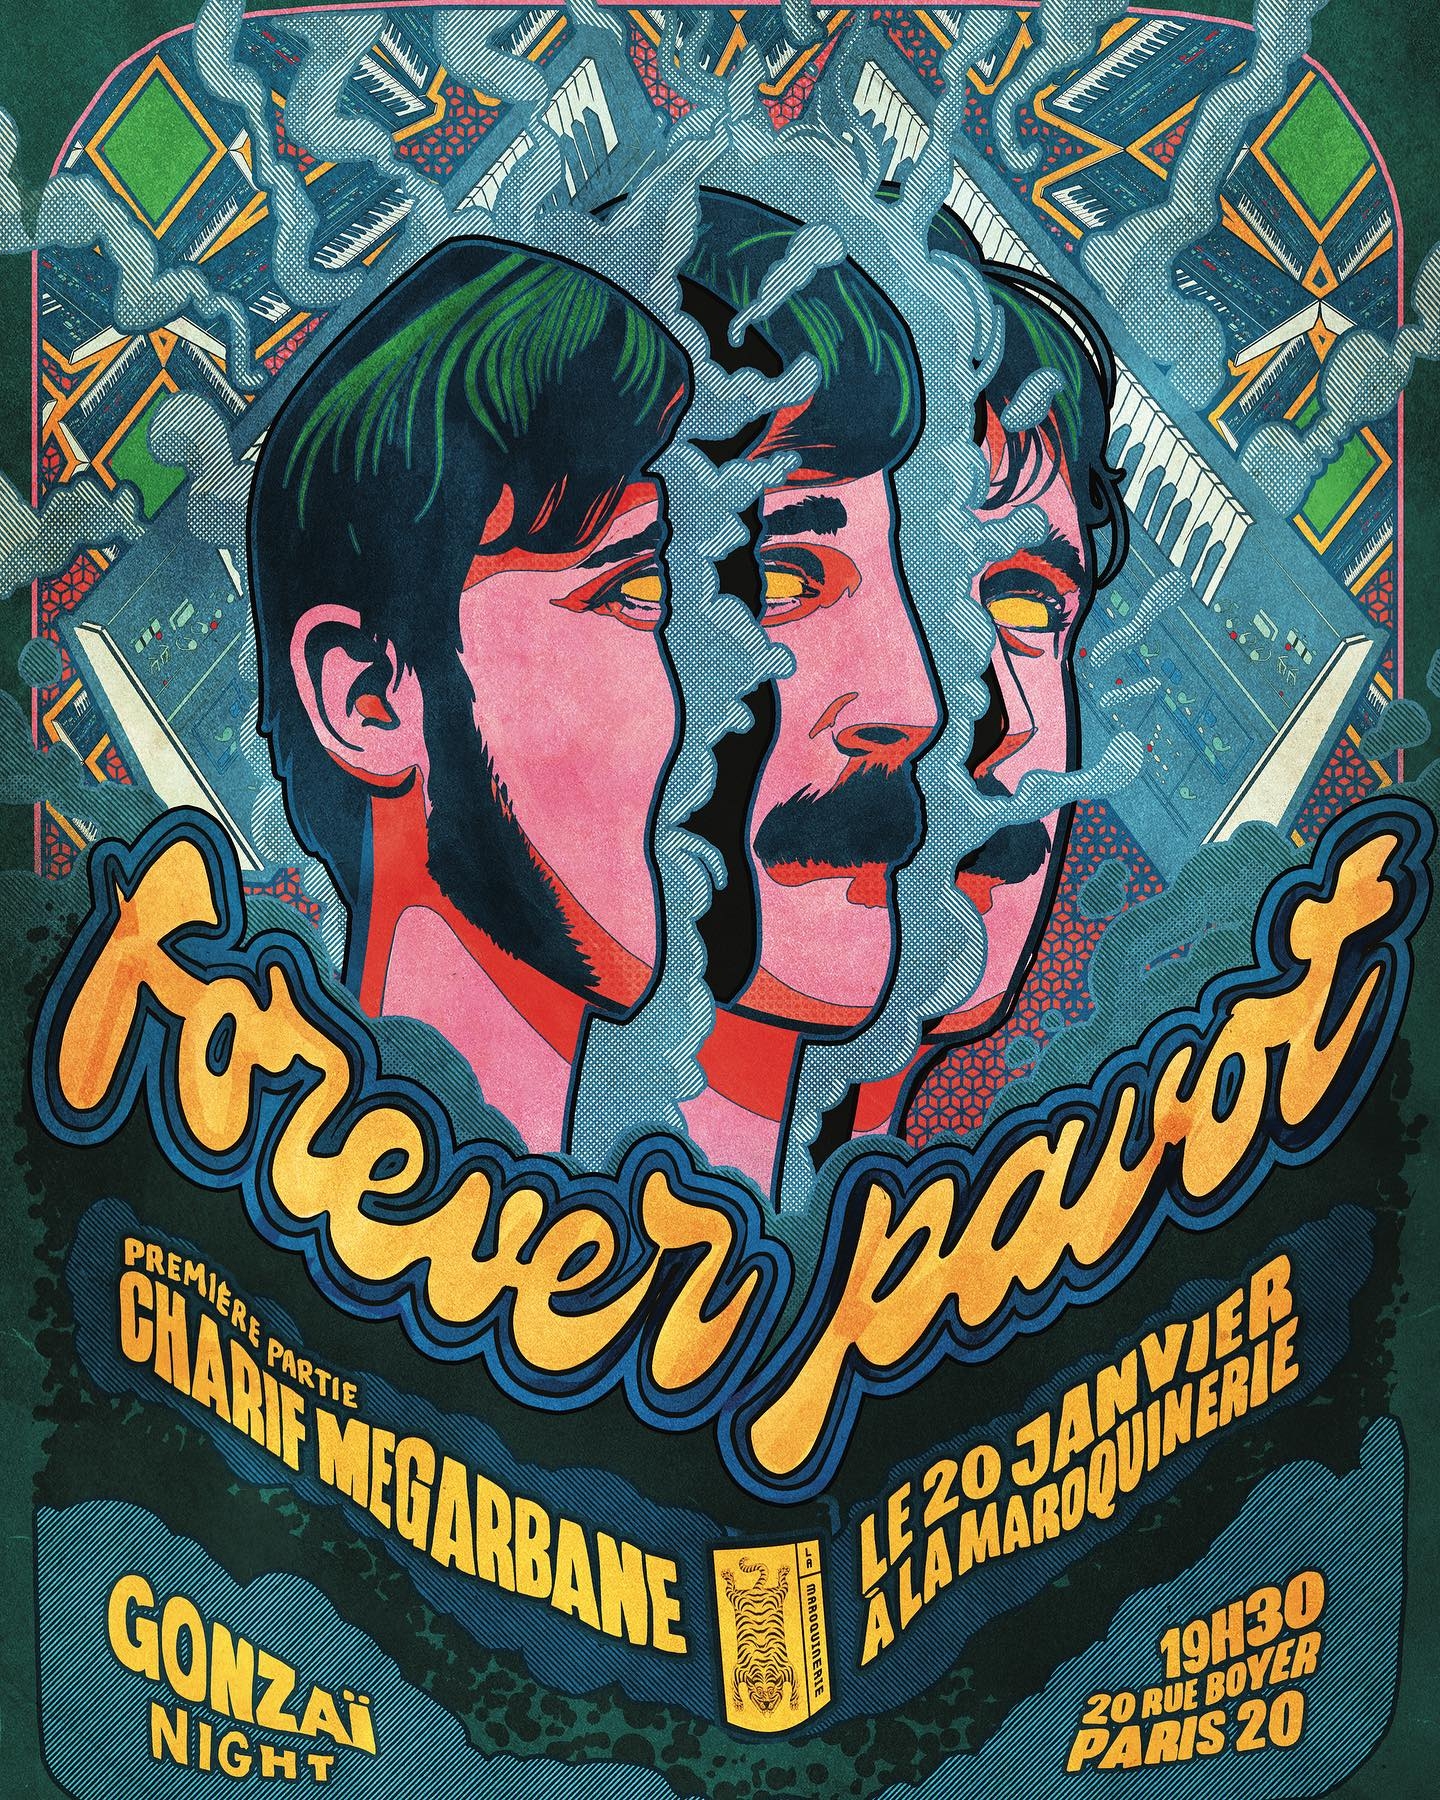 Forever pavot
PREMIÈRE PARTIE
CHARIF MEGARBANE
LE 20 JANVIER
À LA MAROQUINERIE
LA MAROQUINERIE
GONZAÏ
NIGHT
19H30
20 RUE BOYER
PARIS 20